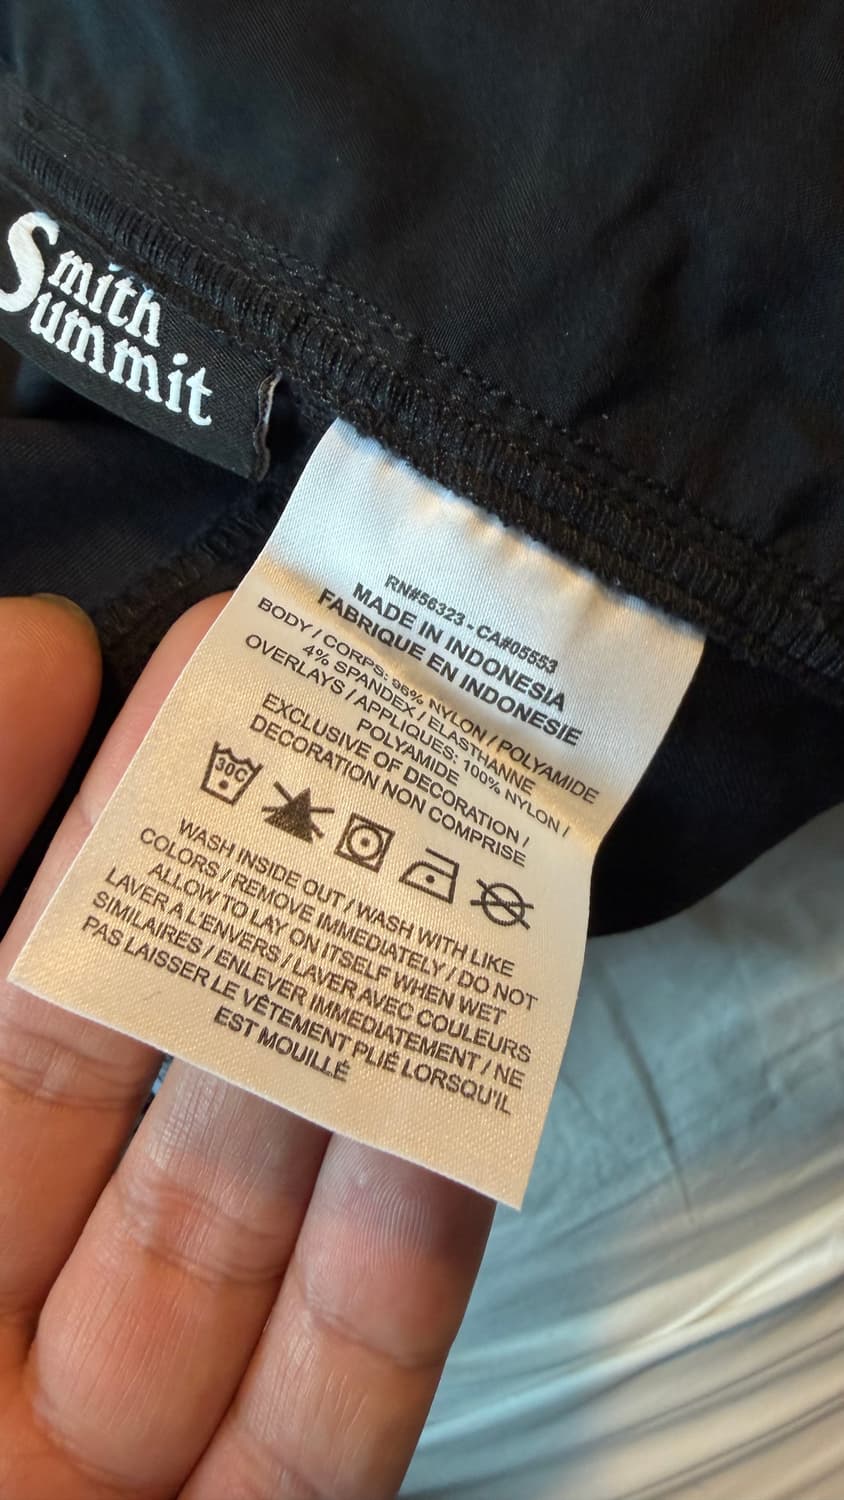 Smith
Summit
RN#56323 - CA#05553
MADE IN INDONESIA
FABRIQUE EN INDONESIE
BODY / CORPS: 96% NYLON / POLYAMIDE
4% SPANDEX / ELASTHANNE
OVERLAYS / APPLIQUES: 100% NYLON /
POLYAMIDE
EXCLUSIVE OF DECORATION /
DECORATION NON COMPRISE
30C
WASH INSIDE OUT / WASH WITH LIKE
COLORS / REMOVE IMMEDIATELY / DO NOT
ALLOW TO LAY ON ITSELF WHEN WET
LAVER A L'ENVERS / LAVER AVEC COULEURS
SIMILAIRES / ENLEVER IMMEDIATEMENT / NE
PAS LAISSER LE VÊTEMENT PLIÉ LORSQU'IL
EST MOUILLÉ